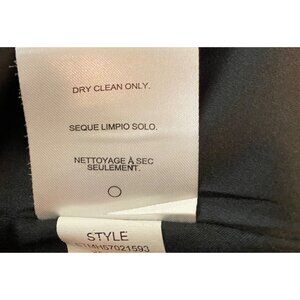 DRY CLEAN ONLY.
SEQUE LIMPIO SOLO.
NETTOYAGE À SEC
SEULEMENT.
STYLE